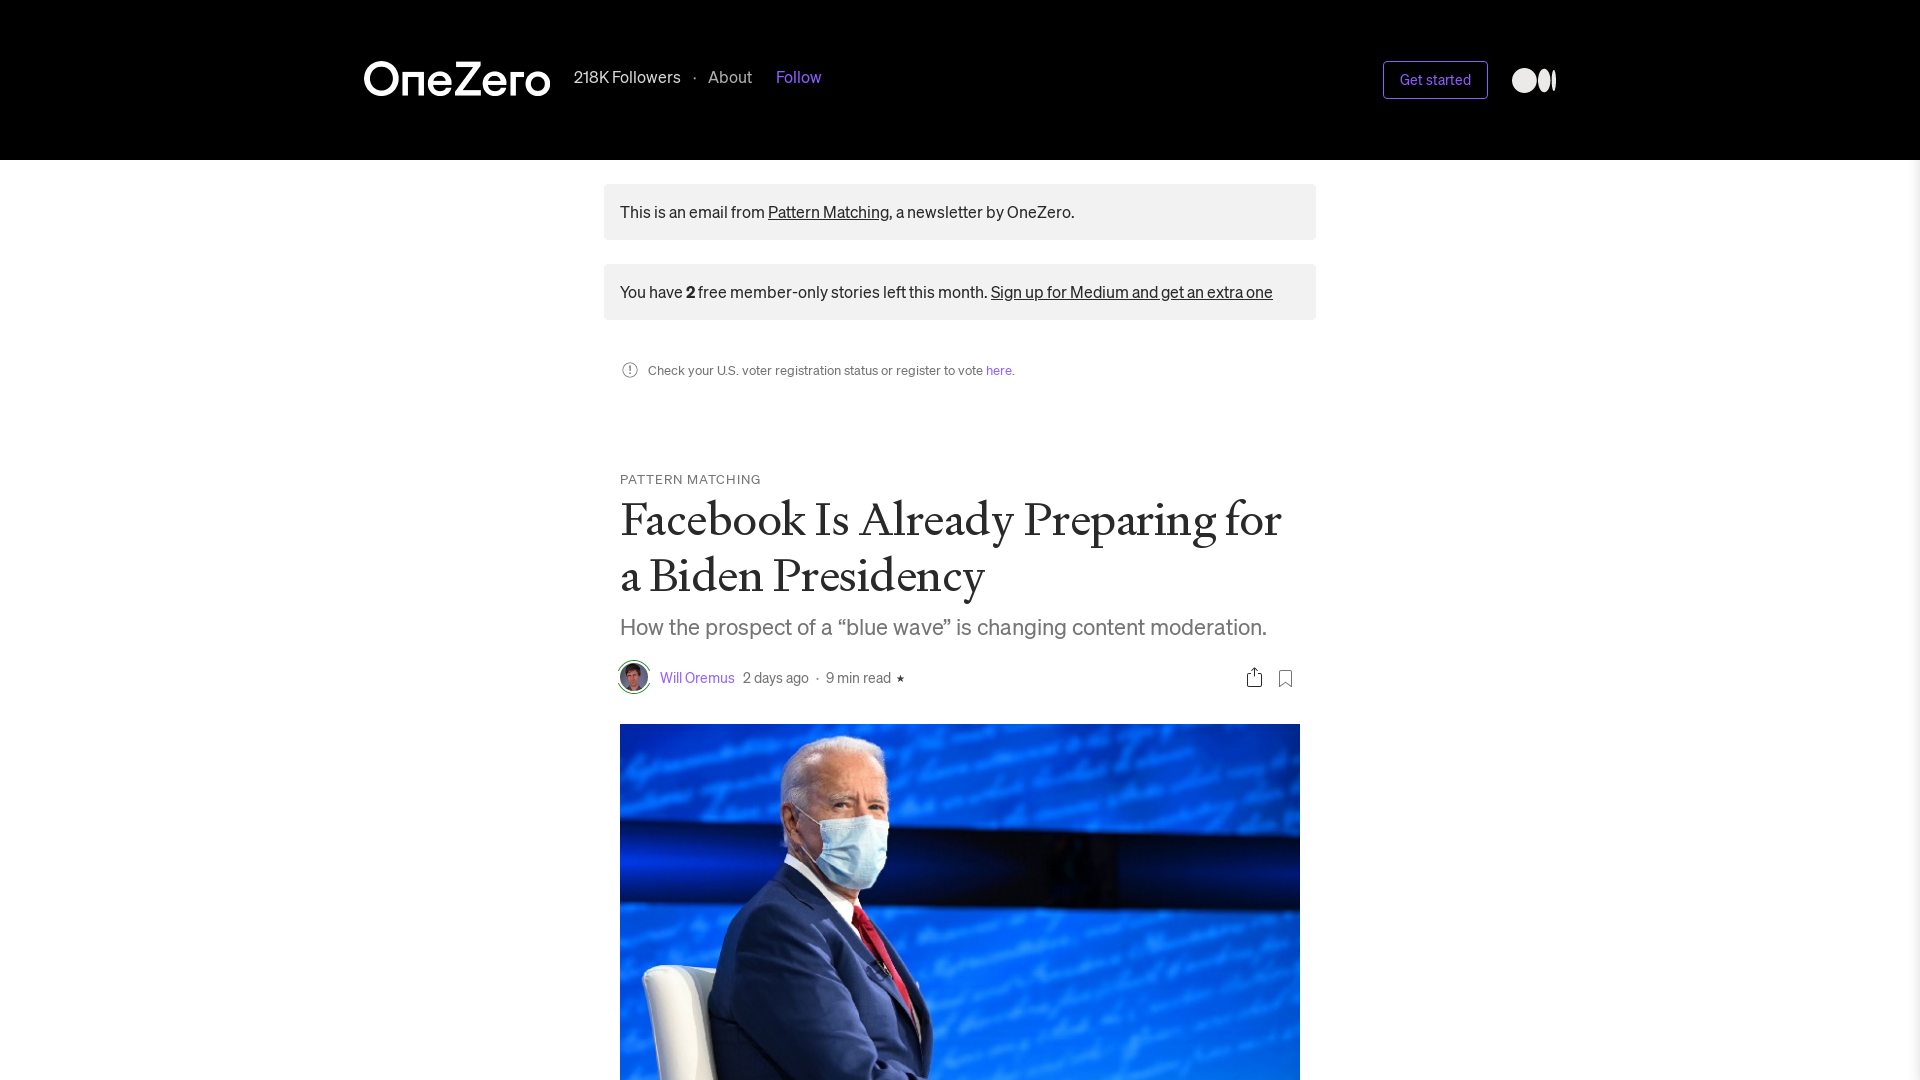 OneZero
218K Followers · About Follow
Get started
This is an email from Pattern Matching, a newsletter by OneZero.
You have 2 free member-only stories left this month. Sign up for Medium and get an extra one
Check your U.S. voter registration status or register to vote here.
PATTERN MATCHING
Facebook Is Already Preparing for
a Biden Presidency
How the prospect of a “blue wave” is changing content moderation.
Will Oremus 2 days ago · 9 min read